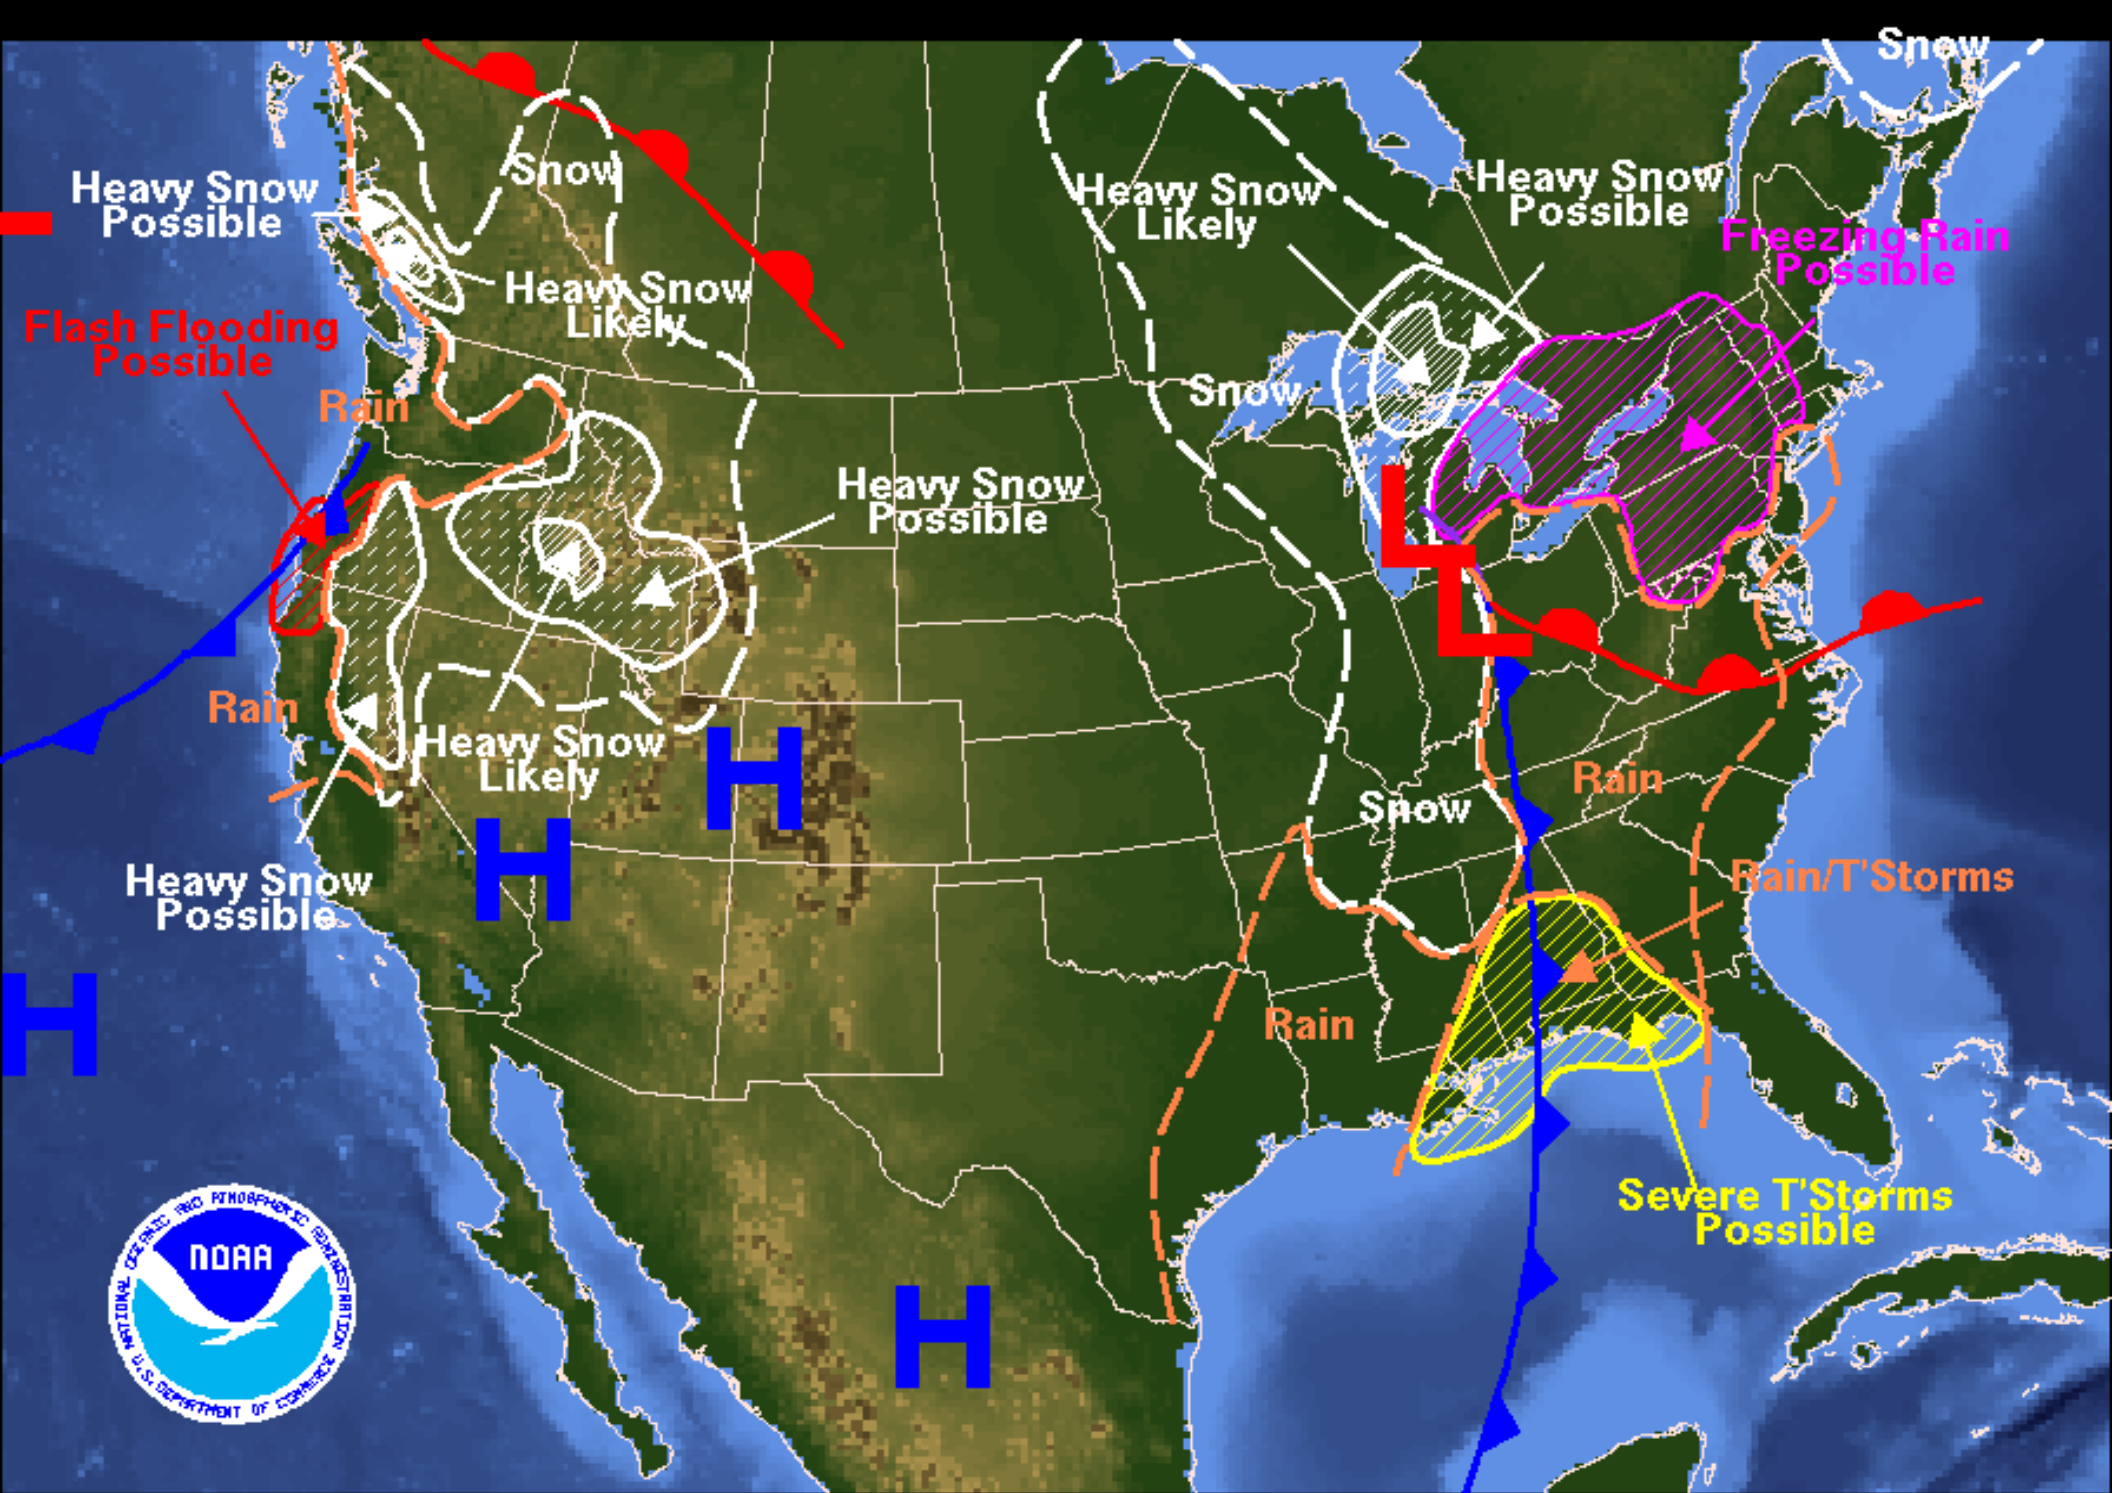 Snow
Heavy Snow
Possible
Snow
Heavy Snow
Likely
Heavy Snow
Possible
Freezing Rain
Possible
Heavy Snow
Likely
Flash Flooding
Possible
Rain
Snow
Heavy Snow
Possible
L
L
Rain
Heavy Snow
Likely
H
Rain
Snow
H
Heavy Snow
Possible
Rain/T'Storms
H
Rain
Severe T'Storms
Possible
H
NATIONAL OCEANIC AND ATMOSPHERIC ADMINISTRATION
NOAA
U.S. DEPARTMENT OF COMMERCE